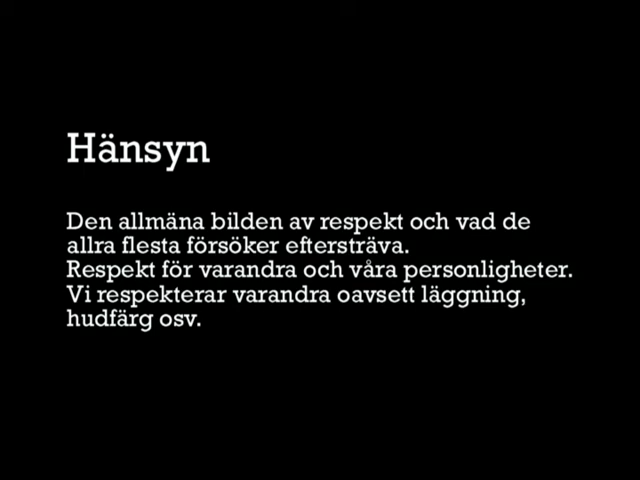 Hänsyn
Den allmäna bilden av respekt och vad de
allra flesta försöker eftersträva.
Respekt för varandra och våra personligheter.
Vi respekterar varandra oavsett läggning,
hudfärg osv.